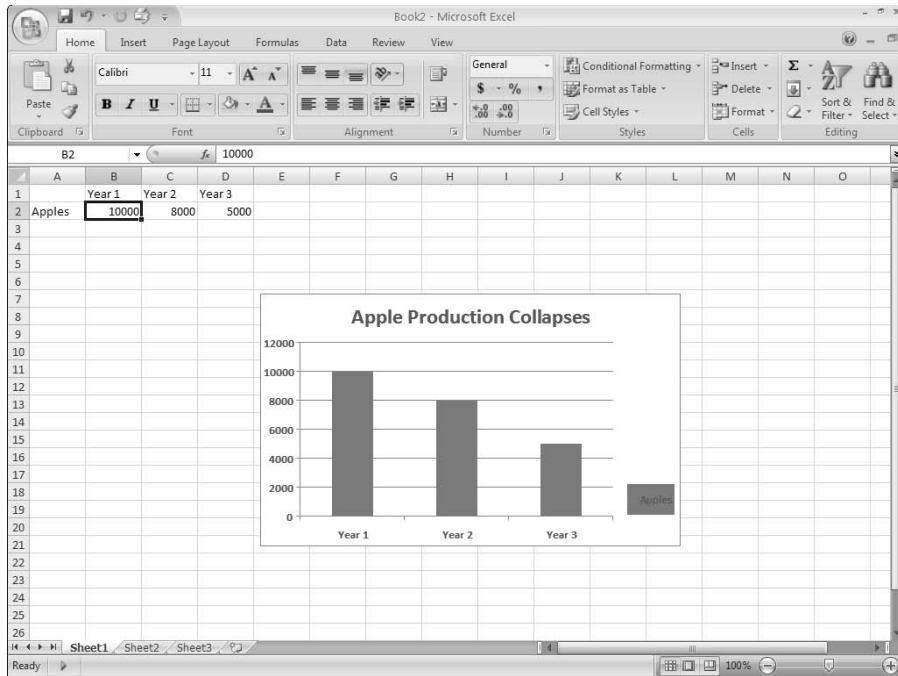 Book2 - Microsoft Excel
Home Insert Page Layout Formulas Data Review View
Calibri 11 A A General Conditional Formatting Insert Σ
Format as Table Delete
Paste B I U A $ % , Cell Styles Format Sort & Filter Find & Select
.0 .00 .00 .0
Clipboard Font Alignment Number Styles Cells Editing
B2 fx 10000
A B C D E F G H I J K L M N O
1 Year 1 Year 2 Year 3
2 Apples 10000 8000 5000
3
4
5
6
7
8
9
10
11
12
13
14
15
16
17
18
19
20
21
22
23
24
25
26
Apple Production Collapses
12000
10000
8000
6000
4000
2000
0
Year 1 Year 2 Year 3
Apples
Sheet1 Sheet2 Sheet3
Ready 100%